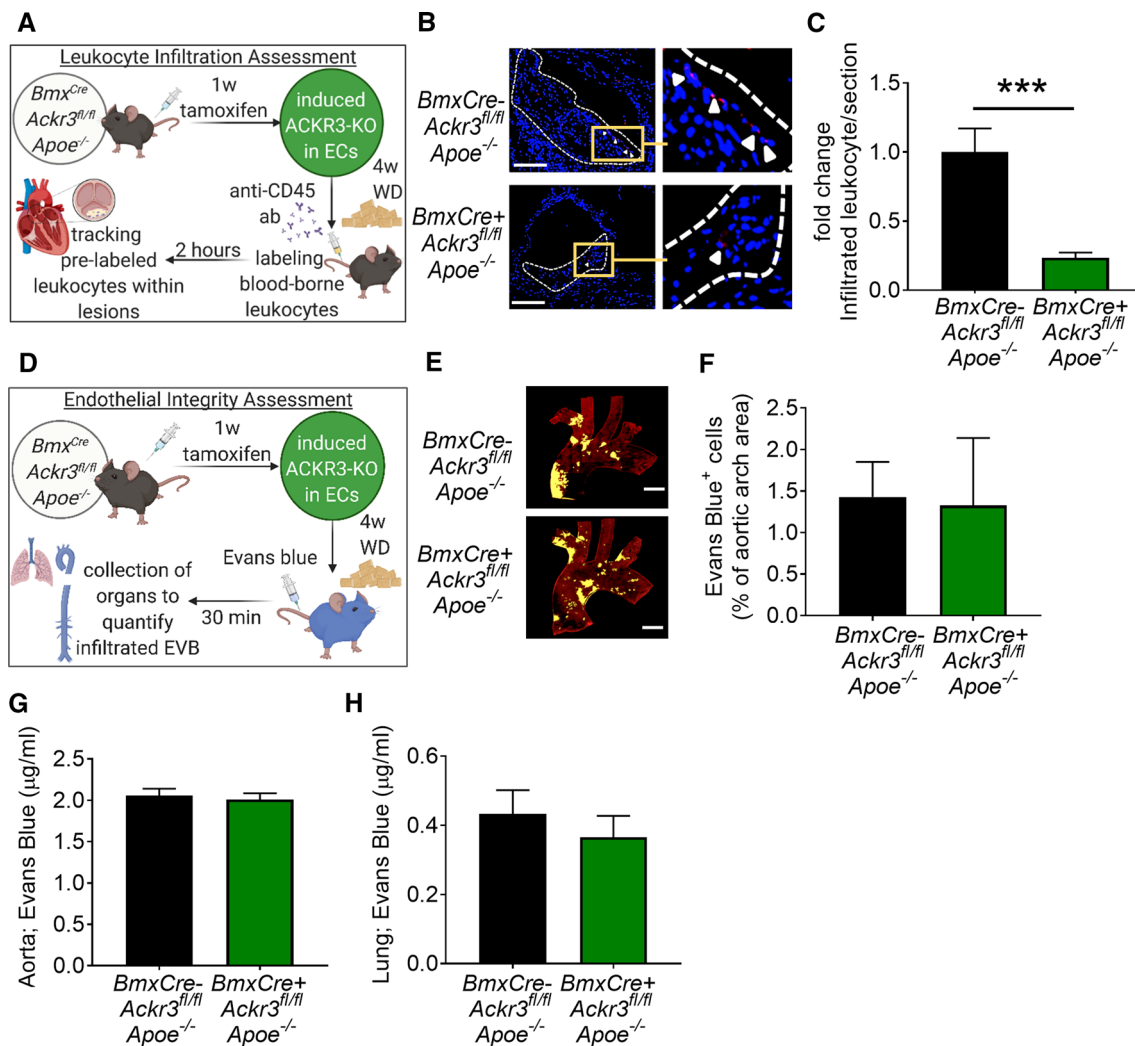 A
Leukocyte Infiltration Assessment
Bmx^Cre
Ackr3^fl/fl
Apoe^-/-
1w
tamoxifen
induced
ACKR3-KO
in ECs
4w
WD
anti-CD45
ab
labeling
blood-borne
leukocytes
2 hours
tracking
pre-labeled
leukocytes within
lesions
B
BmxCre-
Ackr3^fl/fl
Apoe^-/-
BmxCre+
Ackr3^fl/fl
Apoe^-/-
C
fold change
Infiltrated leukocyte/section
1.5
1.0
0.5
0.0
***
BmxCre-
Ackr3^fl/fl
Apoe^-/-
BmxCre+
Ackr3^fl/fl
Apoe^-/-
D
Endothelial Integrity Assessment
Bmx^Cre
Ackr3^fl/fl
Apoe^-/-
1w
tamoxifen
induced
ACKR3-KO
in ECs
4w
WD
Evans blue
30 min
collection of
organs to
quantify
infiltrated EVB
E
BmxCre-
Ackr3^fl/fl
Apoe^-/-
BmxCre+
Ackr3^fl/fl
Apoe^-/-
F
Evans Blue^+ cells
(% of aortic arch area)
2.5
2.0
1.5
1.0
0.5
0.0
BmxCre-
Ackr3^fl/fl
Apoe^-/-
BmxCre+
Ackr3^fl/fl
Apoe^-/-
G
Aorta; Evans Blue (μg/ml)
2.5
2.0
1.5
1.0
0.5
0.0
BmxCre-
Ackr3^fl/fl
Apoe^-/-
BmxCre+
Ackr3^fl/fl
Apoe^-/-
H
Lung; Evans Blue (μg/ml)
0.6
0.4
0.2
0.0
BmxCre-
Ackr3^fl/fl
Apoe^-/-
BmxCre+
Ackr3^fl/fl
Apoe^-/-